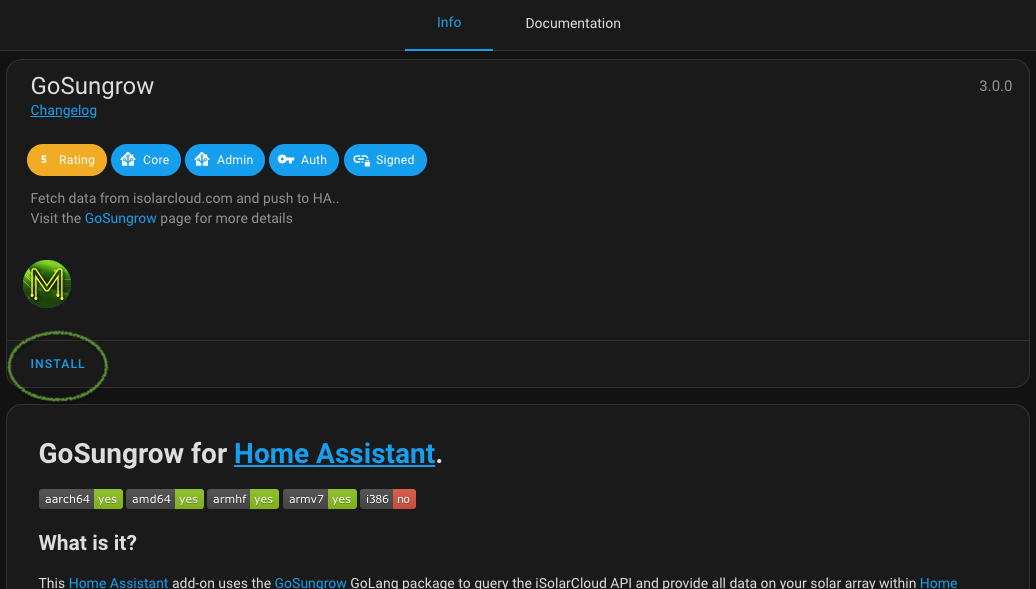 Info Documentation
GoSungrow 3.0.0
Changelog
5 Rating Core Admin Auth Signed
Fetch data from isolarcloud.com and push to HA..
Visit the GoSungrow page for more details
M
INSTALL
GoSungrow for Home Assistant.
aarch64 yes amd64 yes armhf yes armv7 yes i386 no
What is it?
This Home Assistant add-on uses the GoSungrow GoLang package to query the iSolarCloud API and provide all data on your solar array within Home